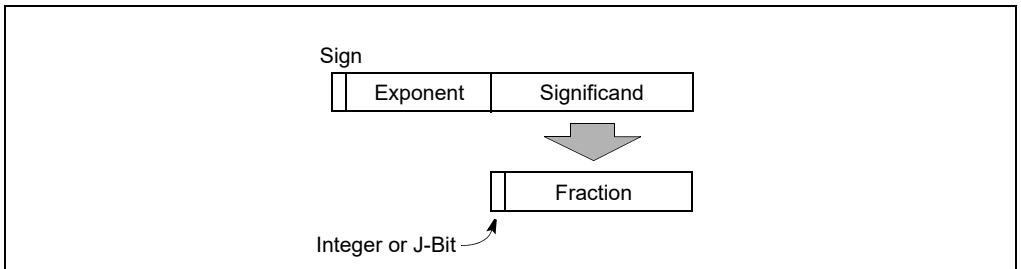 Sign
Exponent Significand
Fraction
Integer or J-Bit